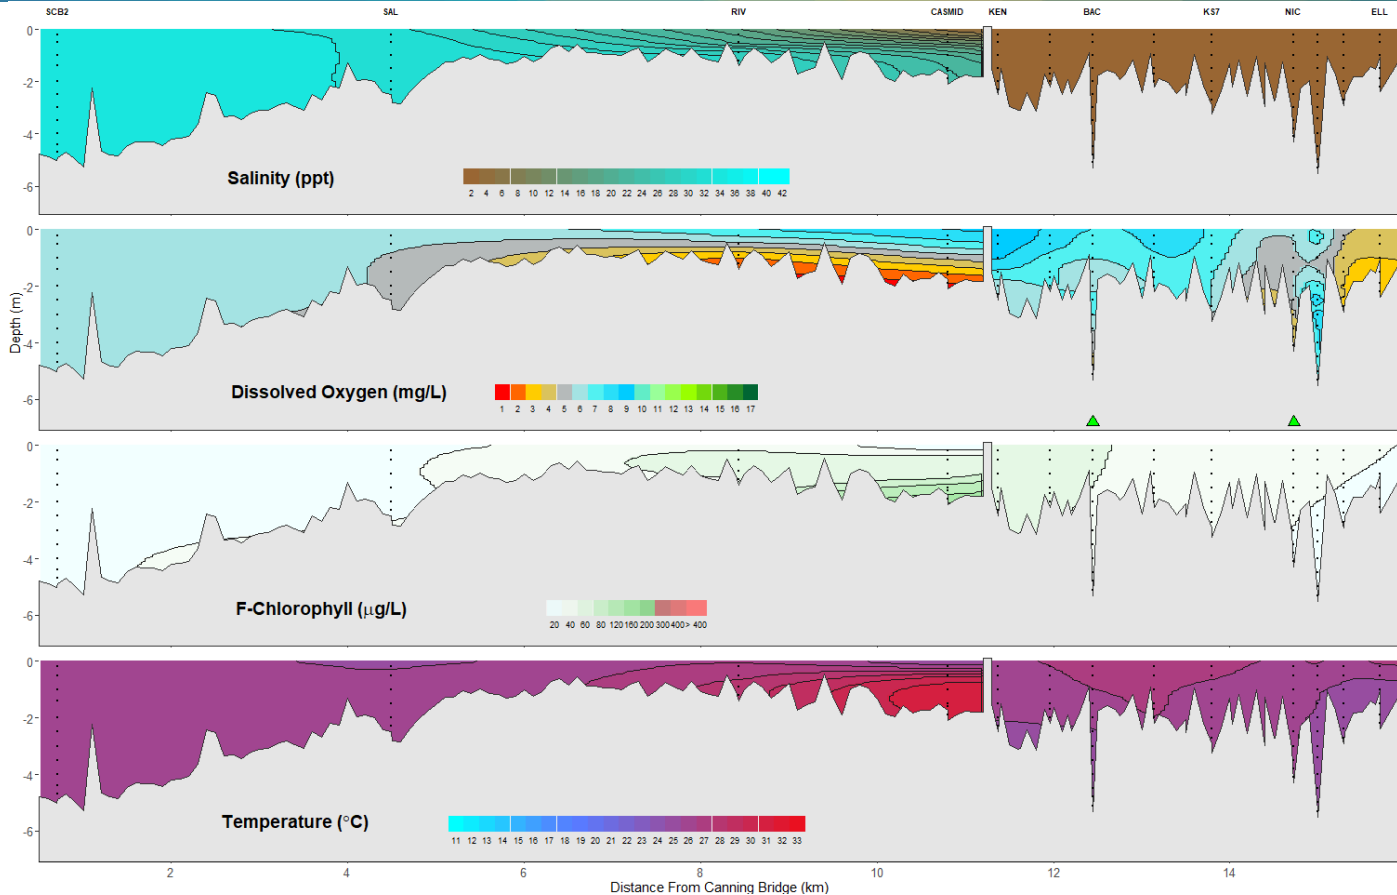 SCB2 SAL RIV CASMID KEN BAC KS7 NIC ELL
0
-2
-4
-6
Salinity (ppt)
2 4 6 8 10 12 14 16 18 20 22 24 26 28 30 32 34 36 38 40 42
0
-2
-4
-6
Depth (m)
Dissolved Oxygen (mg/L)
1 2 3 4 5 6 7 8 9 10 11 12 13 14 15 16 17
0
-2
-4
-6
F-Chlorophyll (µg/L)
20 40 60 80 120 160 200 300 400 > 400
0
-2
-4
-6
Temperature (°C)
11 12 13 14 15 16 17 18 19 20 21 22 23 24 25 26 27 28 29 30 31 32 33
2 4 6 8 10 12 14
Distance From Canning Bridge (km)